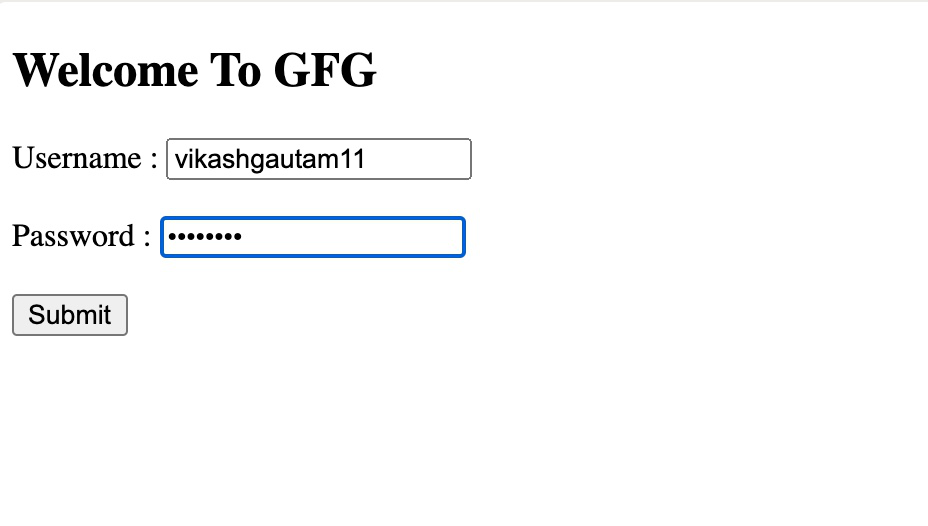 Welcome To GFG
Username : vikashgautam11
Password : ••••••••
Submit